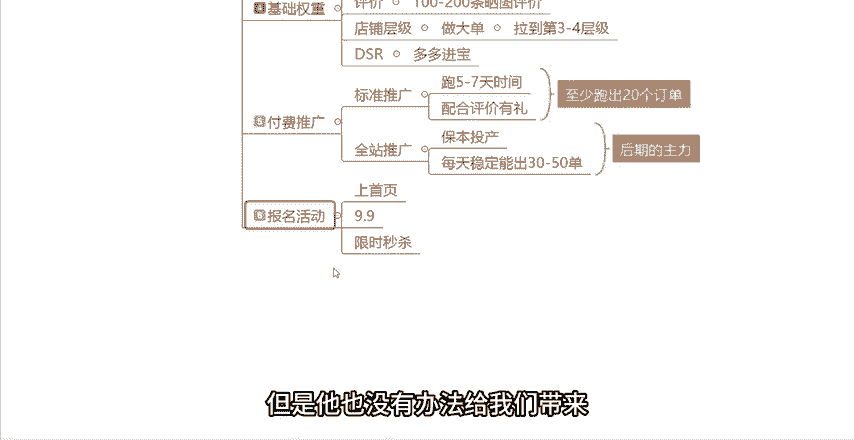 基础权重
评价
100-200条晒图评价
店铺层级
做大单
拉到第3-4层级
DSR
多多进宝
付费推广
标准推广
跑5-7天时间
配合评价有礼
至少跑出20个订单
全站推广
保本投产
每天稳定能出30-50单
后期的主力
报名活动
上首页
9.9
限时秒杀
但是他也没有办法给我们带来